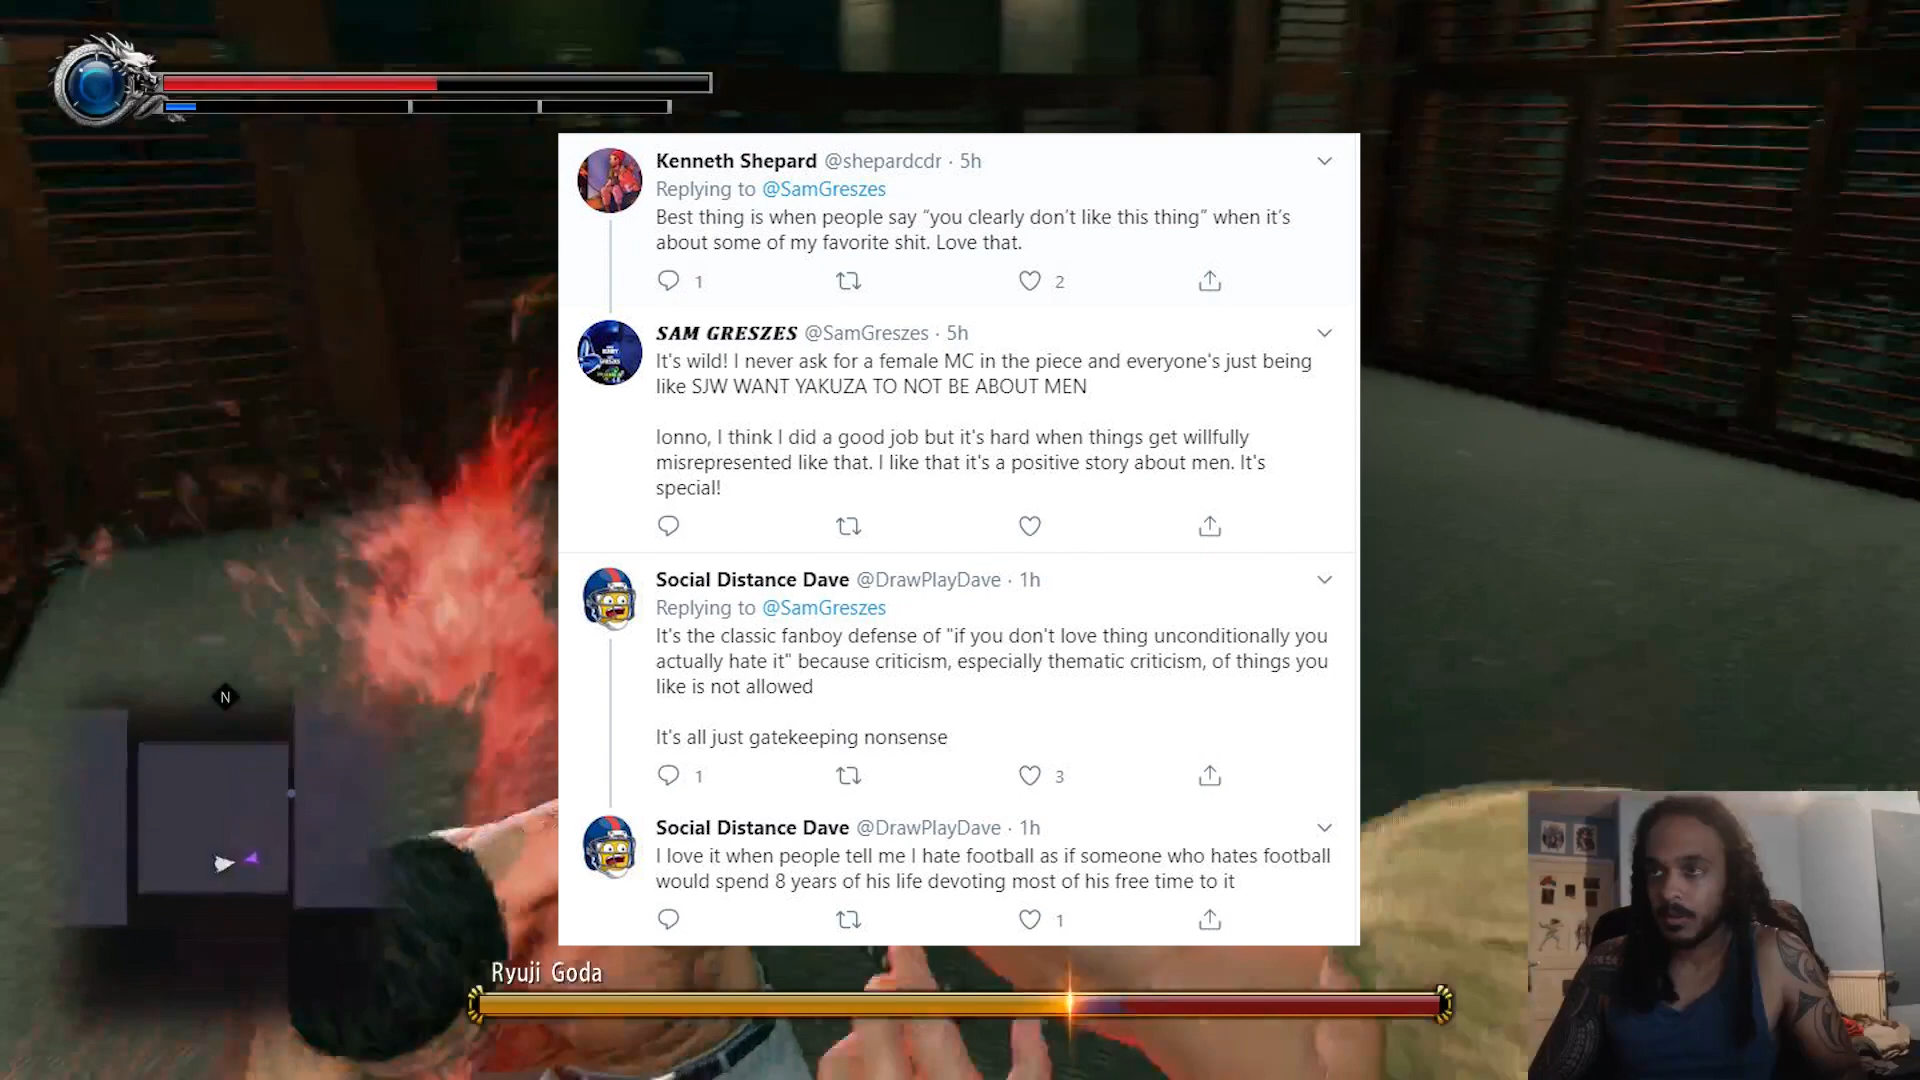 Kenneth Shepard @shepardcdr · 5h
Replying to @SamGreszes
Best thing is when people say “you clearly don’t like this thing” when it’s
about some of my favorite shit. Love that.
1 2
SAM GRESZES @SamGreszes · 5h
It's wild! I never ask for a female MC in the piece and everyone's just being
like SJW WANT YAKUZA TO NOT BE ABOUT MEN
Ionno, I think I did a good job but it's hard when things get willfully
misrepresented like that. I like that it's a positive story about men. It's
special!
Social Distance Dave @DrawPlayDave · 1h
Replying to @SamGreszes
It's the classic fanboy defense of "if you don't love thing unconditionally you
actually hate it" because criticism, especially thematic criticism, of things you
like is not allowed
It's all just gatekeeping nonsense
1 3
Social Distance Dave @DrawPlayDave · 1h
I love it when people tell me I hate football as if someone who hates football
would spend 8 years of his life devoting most of his free time to it
1
N
Ryuji Goda